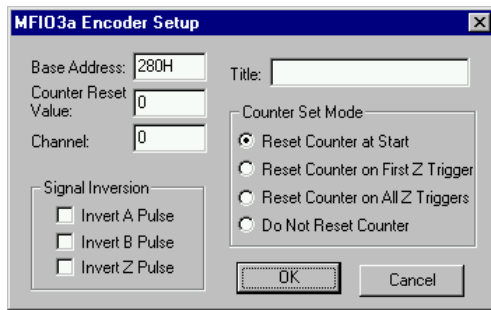 MFIO3a Encoder Setup
Base Address: 280H
Counter Reset
Value: 0
Channel: 0
Title:
Signal Inversion
Invert A Pulse
Invert B Pulse
Invert Z Pulse
Counter Set Mode
Reset Counter at Start
Reset Counter on First Z Trigger
Reset Counter on All Z Triggers
Do Not Reset Counter
OK
Cancel